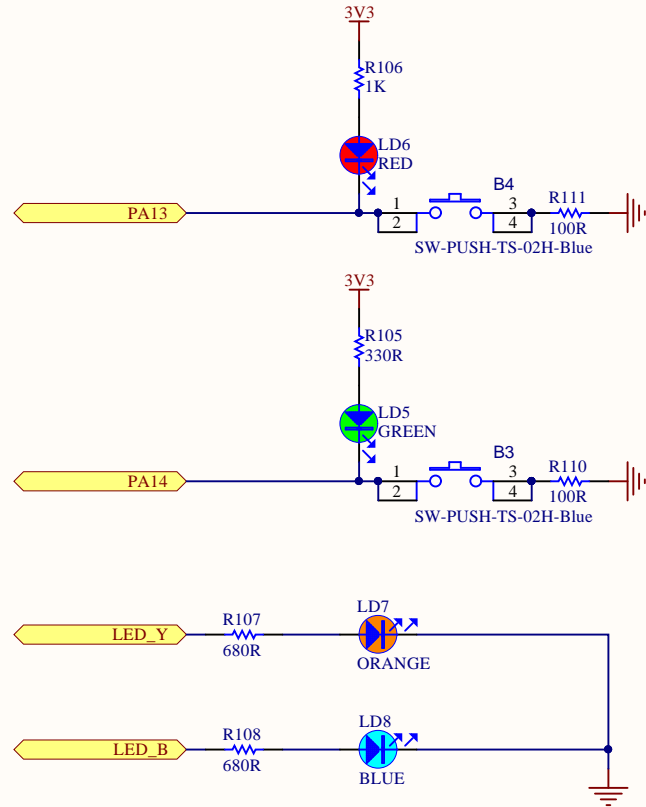 3V3
R106
1K
LD6
RED
PA13
1
2
B4
3
4
R111
100R
SW-PUSH-TS-02H-Blue
3V3
R105
330R
LD5
GREEN
PA14
1
2
B3
3
4
R110
100R
SW-PUSH-TS-02H-Blue
LED_Y
R107
680R
LD7
ORANGE
LED_B
R108
680R
LD8
BLUE